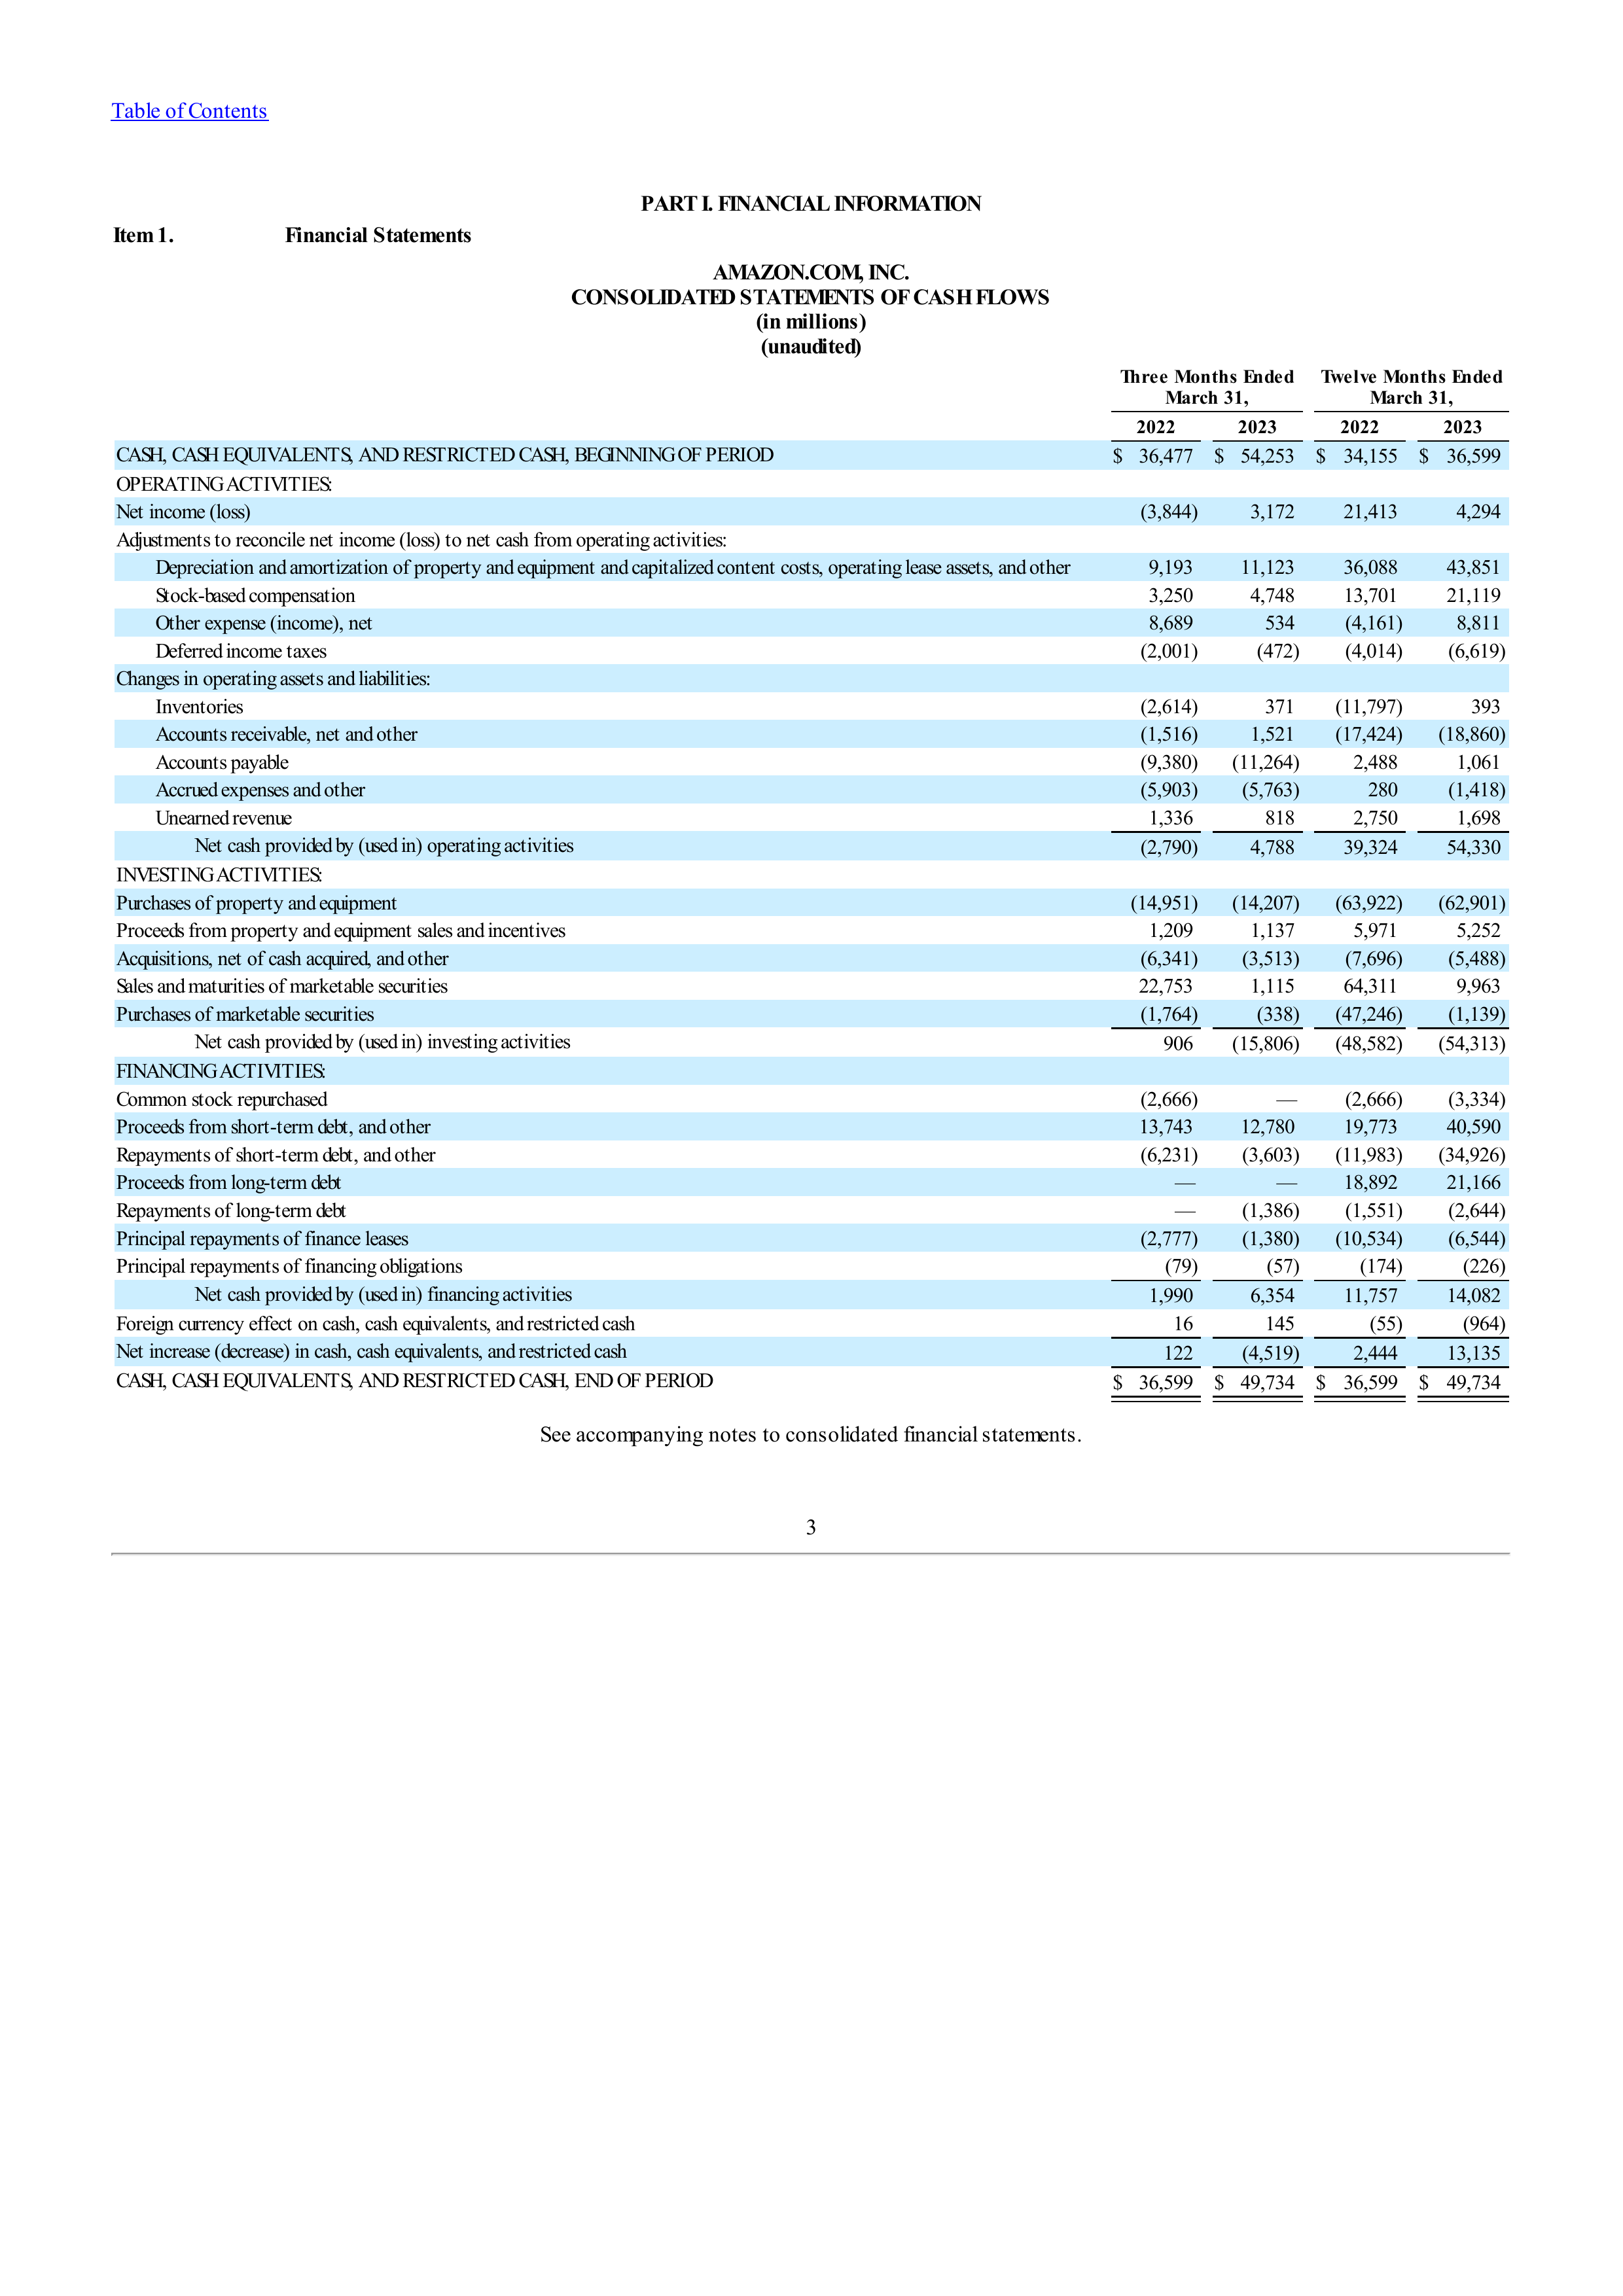 Table of Contents
PART I. FINANCIAL INFORMATION
Item 1. Financial Statements
AMAZON.COM, INC.
CONSOLIDATED STATEMENTS OF CASH FLOWS
(in millions)
(unaudited)
Three Months Ended Twelve Months Ended
March 31, March 31,
2022 2023 2022 2023
CASH, CASH EQUIVALENTS, AND RESTRICTED CASH, BEGINNING OF PERIOD $ 36,477 $ 54,253 $ 34,155 $ 36,599
OPERATING ACTIVITIES:
Net income (loss) (3,844) 3,172 21,413 4,294
Adjustments to reconcile net income (loss) to net cash from operating activities:
Depreciation and amortization of property and equipment and capitalized content costs, operating lease assets, and other 9,193 11,123 36,088 43,851
Stock-based compensation 3,250 4,748 13,701 21,119
Other expense (income), net 8,689 534 (4,161) 8,811
Deferred income taxes (2,001) (472) (4,014) (6,619)
Changes in operating assets and liabilities:
Inventories (2,614) 371 (11,797) 393
Accounts receivable, net and other (1,516) 1,521 (17,424) (18,860)
Accounts payable (9,380) (11,264) 2,488 1,061
Accrued expenses and other (5,903) (5,763) 280 (1,418)
Unearned revenue 1,336 818 2,750 1,698
Net cash provided by (used in) operating activities (2,790) 4,788 39,324 54,330
INVESTING ACTIVITIES:
Purchases of property and equipment (14,951) (14,207) (63,922) (62,901)
Proceeds from property and equipment sales and incentives 1,209 1,137 5,971 5,252
Acquisitions, net of cash acquired, and other (6,341) (3,513) (7,696) (5,488)
Sales and maturities of marketable securities 22,753 1,115 64,311 9,963
Purchases of marketable securities (1,764) (338) (47,246) (1,139)
Net cash provided by (used in) investing activities 906 (15,806) (48,582) (54,313)
FINANCING ACTIVITIES:
Common stock repurchased (2,666) — (2,666) (3,334)
Proceeds from short-term debt, and other 13,743 12,780 19,773 40,590
Repayments of short-term debt, and other (6,231) (3,603) (11,983) (34,926)
Proceeds from long-term debt — — 18,892 21,166
Repayments of long-term debt — (1,386) (1,551) (2,644)
Principal repayments of finance leases (2,777) (1,380) (10,534) (6,544)
Principal repayments of financing obligations (79) (57) (174) (226)
Net cash provided by (used in) financing activities 1,990 6,354 11,757 14,082
Foreign currency effect on cash, cash equivalents, and restricted cash 16 145 (55) (964)
Net increase (decrease) in cash, cash equivalents, and restricted cash 122 (4,519) 2,444 13,135
CASH, CASH EQUIVALENTS, AND RESTRICTED CASH, END OF PERIOD $ 36,599 $ 49,734 $ 36,599 $ 49,734
See accompanying notes to consolidated financial statements.
3